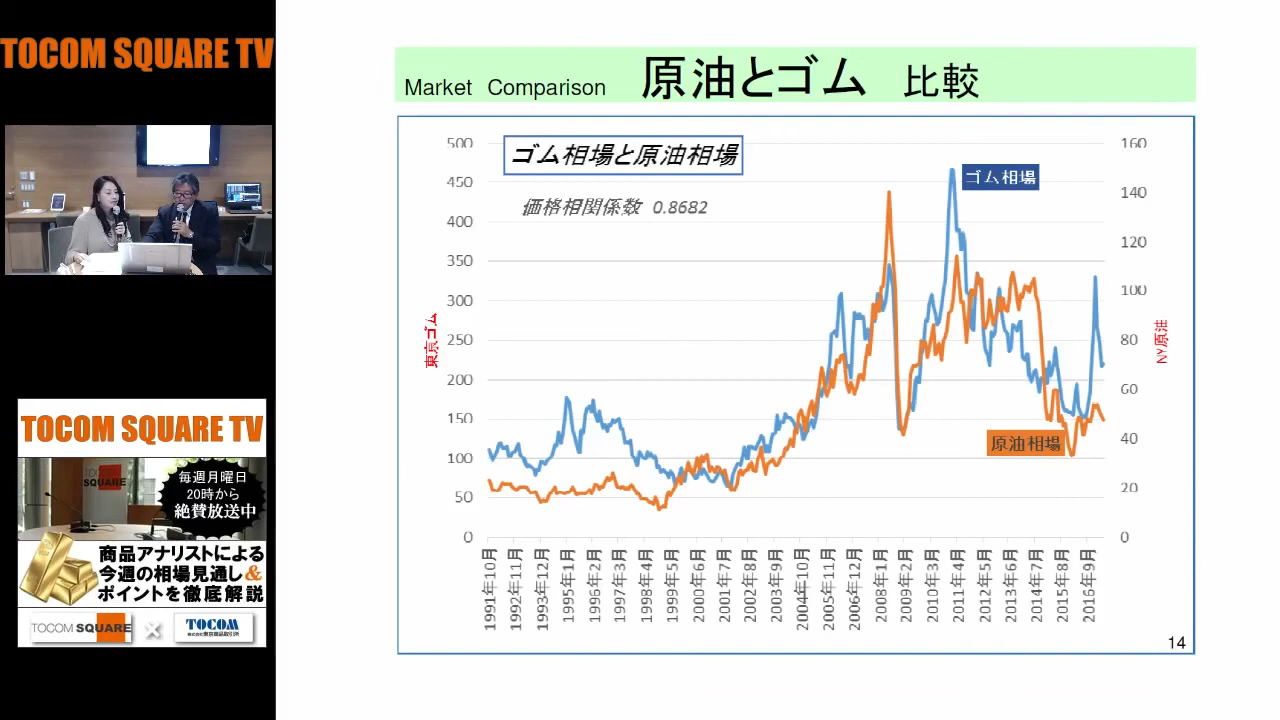 TOCOM SQUARE TV
TOCOM SQUARE TV
TOCOM
SQUARE
毎週月曜日
20時から
絶賛放送中
商品アナリストによる
今週の相場見通し&
ポイントを徹底解説
TOCOM SQUARE
×
TOCOM
株式会社東京商品取引所
Market Comparison 原油とゴム 比較
ゴム相場と原油相場
価格相関係数 0.8682
ゴム相場
原油相場
東京ゴム
500
450
400
350
300
250
200
150
100
50
0
NY原油
160
140
120
100
80
60
40
20
0
1991年10月
1992年11月
1993年12月
1995年1月
1996年2月
1997年3月
1998年4月
1999年5月
2000年6月
2001年7月
2002年8月
2003年9月
2004年10月
2005年11月
2006年12月
2008年1月
2009年2月
2010年3月
2011年4月
2012年5月
2013年6月
2014年7月
2015年8月
2016年9月
14